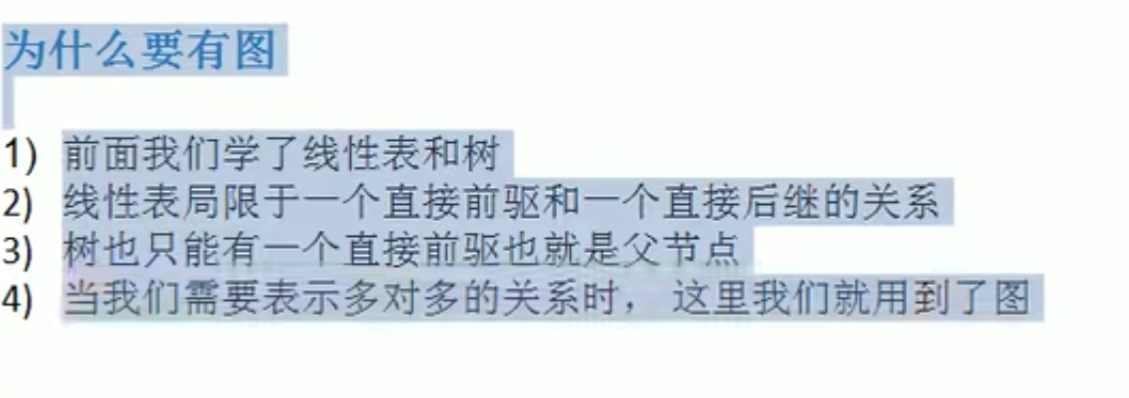 为什么要有图
1) 前面我们学了线性表和树
2) 线性表局限于一个直接前驱和一个直接后继的关系
3) 树也只能有一个直接前驱也就是父节点
4) 当我们需要表示多对多的关系时， 这里我们就用到了图